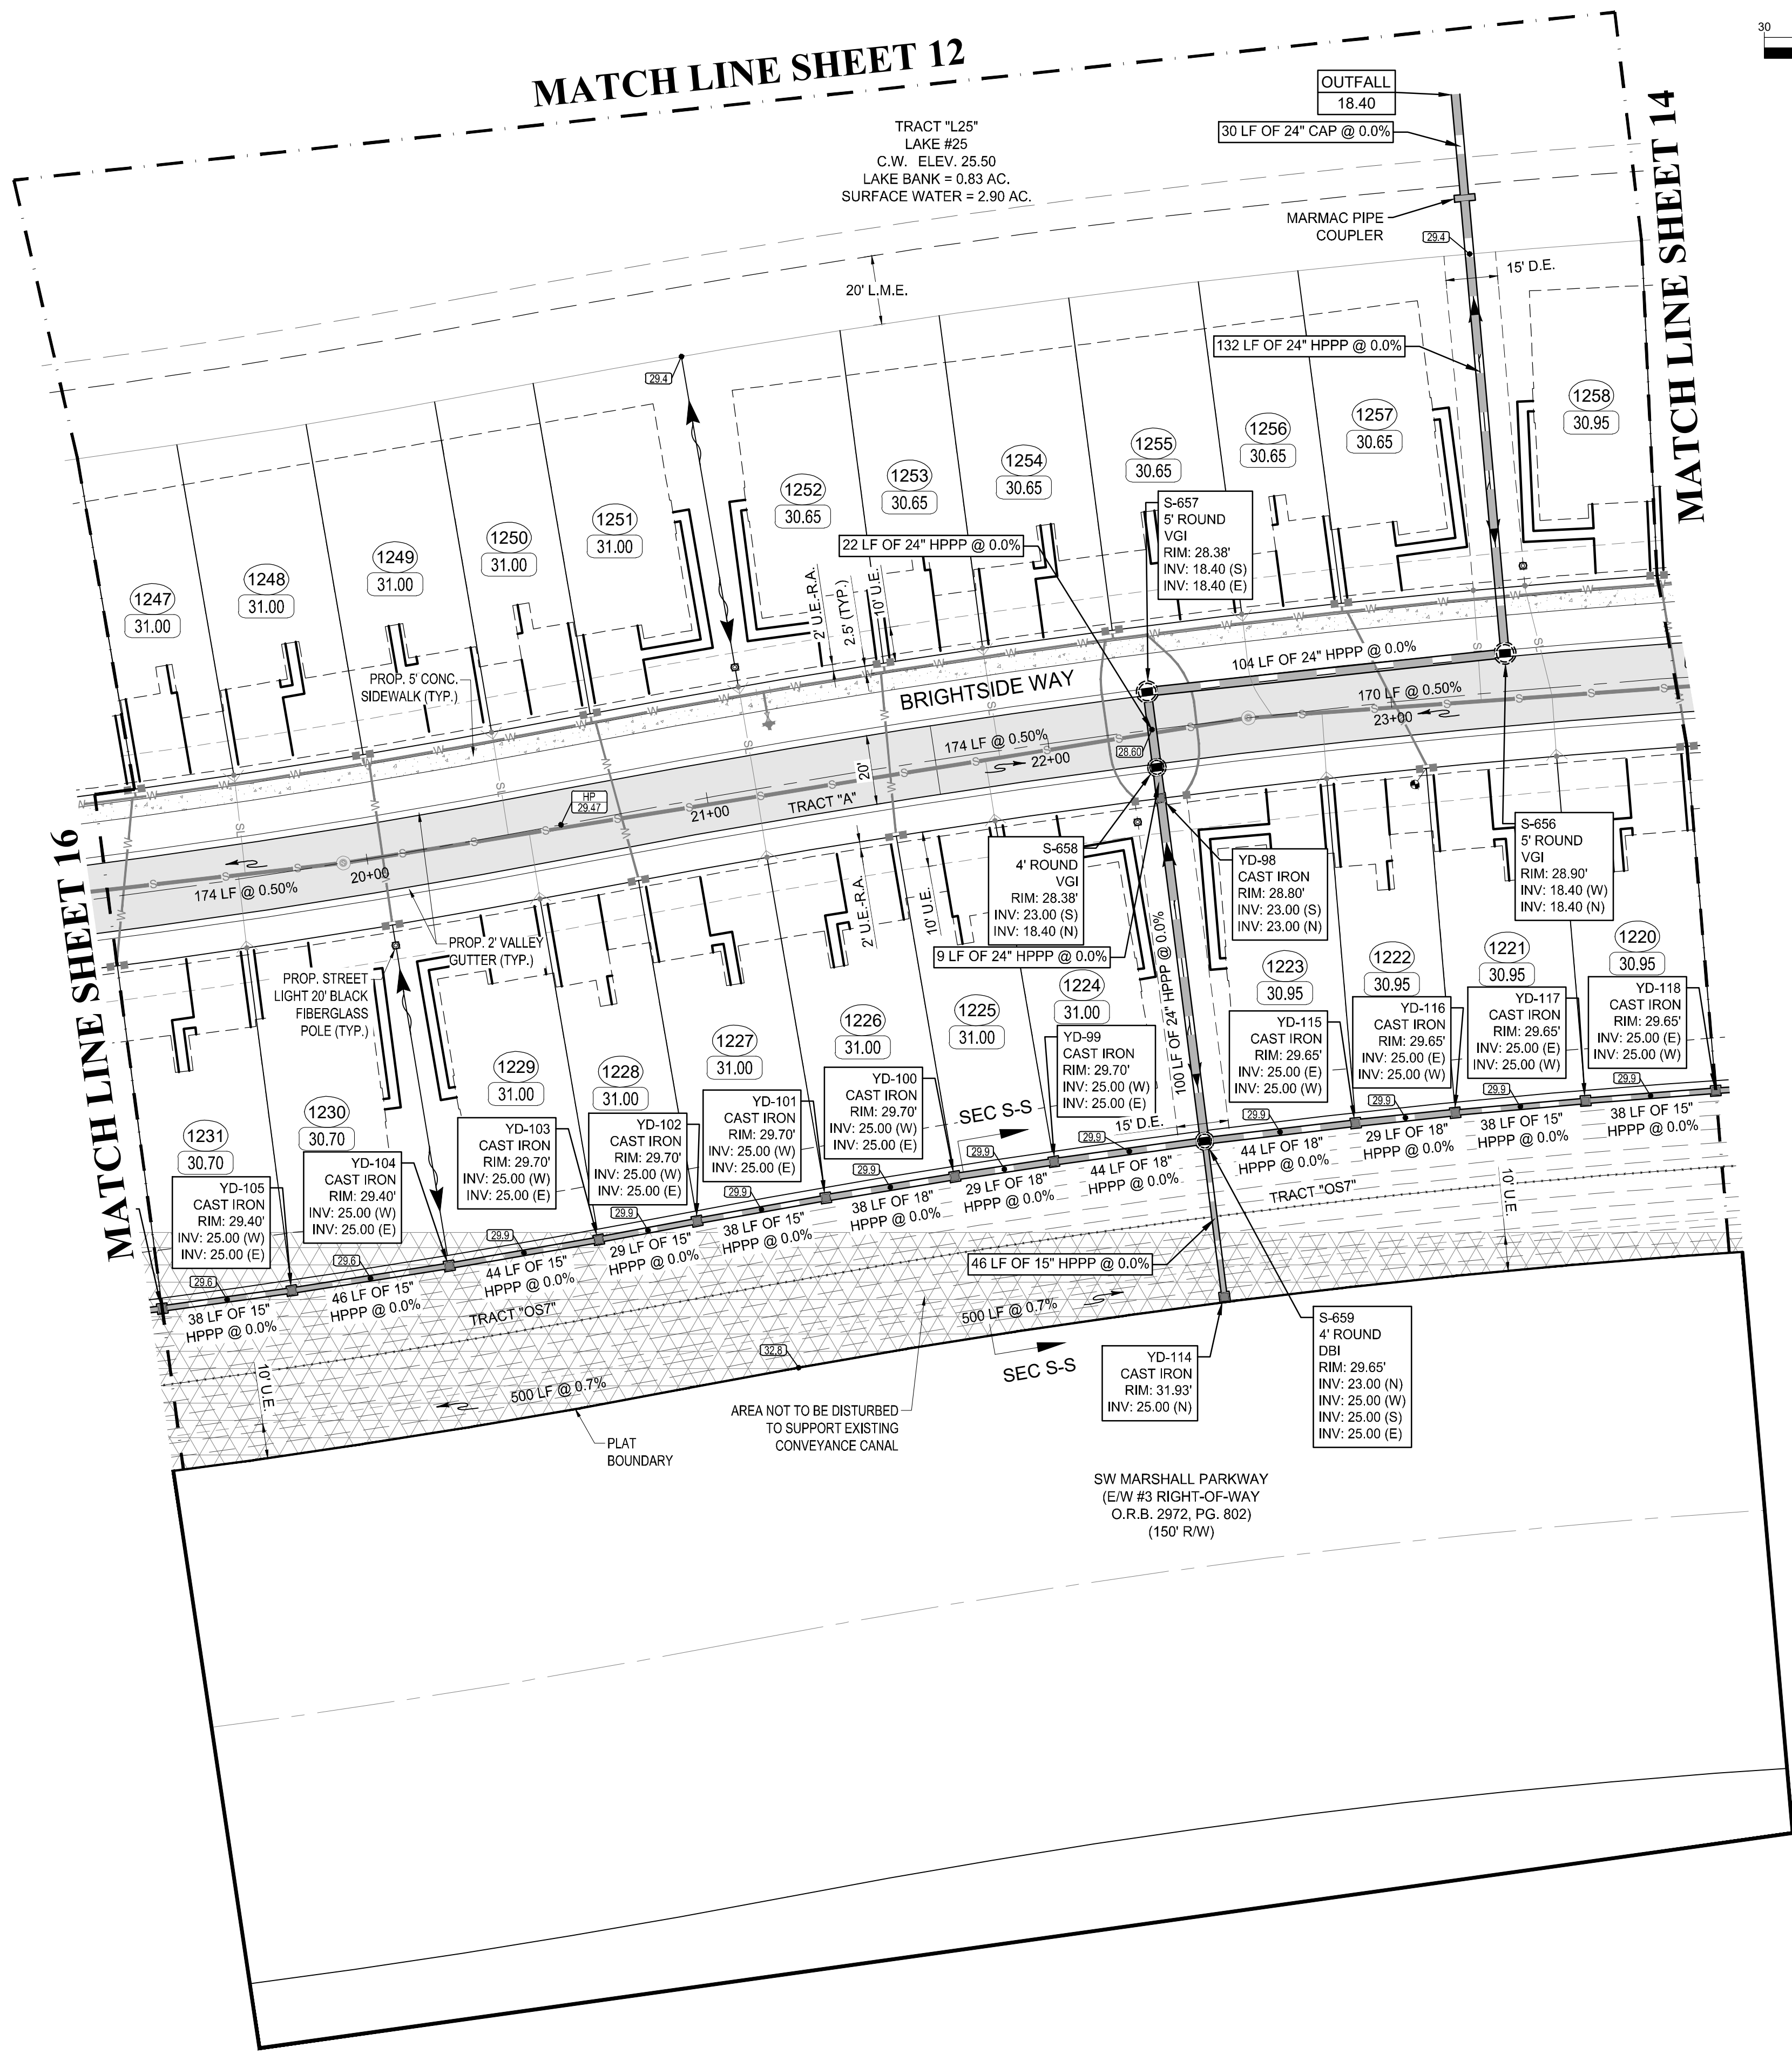 30
MATCH LINE SHEET 12
OUTFALL
18.40
30 LF OF 24" CAP @ 0.0%
TRACT "L25"
LAKE #25
C.W. ELEV. 25.50
LAKE BANK = 0.83 AC.
SURFACE WATER = 2.90 AC.
MATCH LINE SHEET 14
MARMAC PIPE
COUPLER
29.4
15' D.E.
20' L.M.E.
132 LF OF 24" HPPP @ 0.0%
29.4
1258
30.95
1257
30.65
1256
30.65
1255
30.65
1254
30.65
1253
30.65
1252
30.65
1251
31.00
1250
31.00
1249
31.00
1248
31.00
1247
31.00
S-657
5' ROUND
VGI
RIM: 28.38'
INV: 18.40 (S)
INV: 18.40 (E)
22 LF OF 24" HPPP @ 0.0%
2' U.E.-R.A.
2.5' (TYP.)
10' U.E.
PROP. 5' CONC.
SIDEWALK (TYP.)
BRIGHTSIDE WAY
104 LF OF 24" HPPP @ 0.0%
170 LF @ 0.50%
23+00
174 LF @ 0.50%
22+00
28.60
20'
TRACT "A"
HP
29.47
21+00
20+00
174 LF @ 0.50%
MATCH LINE SHEET 16
S-658
4' ROUND
VGI
RIM: 28.38'
INV: 23.00 (S)
INV: 18.40 (N)
9 LF OF 24" HPPP @ 0.0%
YD-98
CAST IRON
RIM: 28.80'
INV: 23.00 (S)
INV: 23.00 (N)
S-656
5' ROUND
VGI
RIM: 28.90'
INV: 18.40 (W)
INV: 18.40 (N)
2' U.E.-R.A.
10' U.E.
PROP. 2' VALLEY
GUTTER (TYP.)
PROP. STREET
LIGHT 20' BLACK
FIBERGLASS
POLE (TYP.)
100 LF OF 24" HPPP @ 0.0%
1220
30.95
1221
30.95
1222
30.95
1223
30.95
1224
31.00
1225
31.00
1226
31.00
1227
31.00
1228
31.00
1229
31.00
1230
30.70
1231
30.70
YD-118
CAST IRON
RIM: 29.65'
INV: 25.00 (E)
INV: 25.00 (W)
YD-117
CAST IRON
RIM: 29.65'
INV: 25.00 (E)
INV: 25.00 (W)
YD-116
CAST IRON
RIM: 29.65'
INV: 25.00 (E)
INV: 25.00 (W)
YD-115
CAST IRON
RIM: 29.65'
INV: 25.00 (E)
INV: 25.00 (W)
YD-99
CAST IRON
RIM: 29.70'
INV: 25.00 (W)
INV: 25.00 (E)
YD-100
CAST IRON
RIM: 29.70'
INV: 25.00 (W)
INV: 25.00 (E)
YD-101
CAST IRON
RIM: 29.70'
INV: 25.00 (W)
INV: 25.00 (E)
YD-102
CAST IRON
RIM: 29.70'
INV: 25.00 (W)
INV: 25.00 (E)
YD-103
CAST IRON
RIM: 29.70'
INV: 25.00 (W)
INV: 25.00 (E)
YD-104
CAST IRON
RIM: 29.40'
INV: 25.00 (W)
INV: 25.00 (E)
YD-105
CAST IRON
RIM: 29.40'
INV: 25.00 (W)
INV: 25.00 (E)
SEC S-S
15' D.E.
29.6
38 LF OF 15"
HPPP @ 0.0%
29.6
46 LF OF 15"
HPPP @ 0.0%
29.9
44 LF OF 15"
HPPP @ 0.0%
29.9
29 LF OF 15"
HPPP @ 0.0%
29.9
38 LF OF 15"
HPPP @ 0.0%
29.9
38 LF OF 18"
HPPP @ 0.0%
29.9
29 LF OF 18"
HPPP @ 0.0%
29.9
44 LF OF 18"
HPPP @ 0.0%
29.9
44 LF OF 18"
HPPP @ 0.0%
29.9
29 LF OF 18"
HPPP @ 0.0%
29.9
38 LF OF 15"
HPPP @ 0.0%
29.9
38 LF OF 15"
HPPP @ 0.0%
TRACT "OS7"
10' U.E.
46 LF OF 15" HPPP @ 0.0%
TRACT "OS7"
500 LF @ 0.7%
32.8
SEC S-S
10' U.E.
500 LF @ 0.7%
YD-114
CAST IRON
RIM: 31.93'
INV: 25.00 (N)
S-659
4' ROUND
DBI
RIM: 29.65'
INV: 23.00 (N)
INV: 25.00 (W)
INV: 25.00 (S)
INV: 25.00 (E)
AREA NOT TO BE DISTURBED
TO SUPPORT EXISTING
CONVEYANCE CANAL
PLAT
BOUNDARY
SW MARSHALL PARKWAY
(E/W #3 RIGHT-OF-WAY
O.R.B. 2972, PG. 802)
(150' R/W)